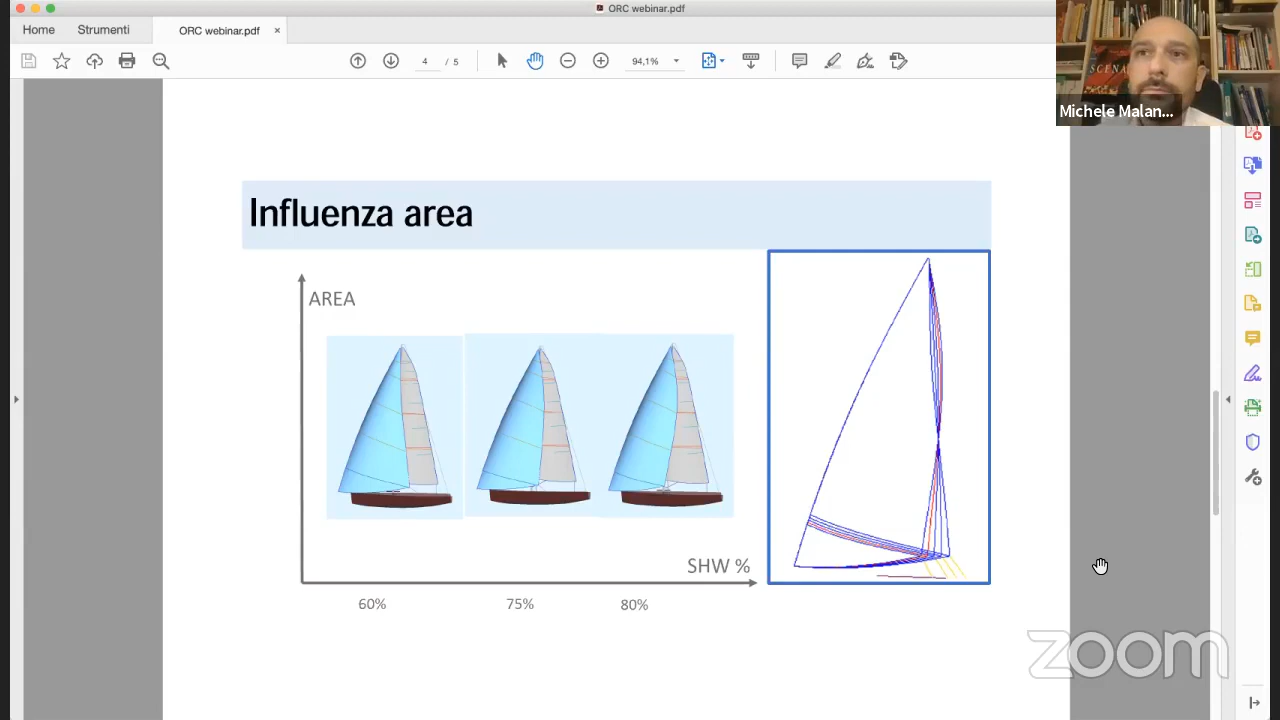 ORC webinar.pdf
Home
Strumenti
ORC webinar.pdf
4 / 5
94,1%
SCENA
Michele Malan...
Influenza area
AREA
SHW %
60%
75%
80%
zoom